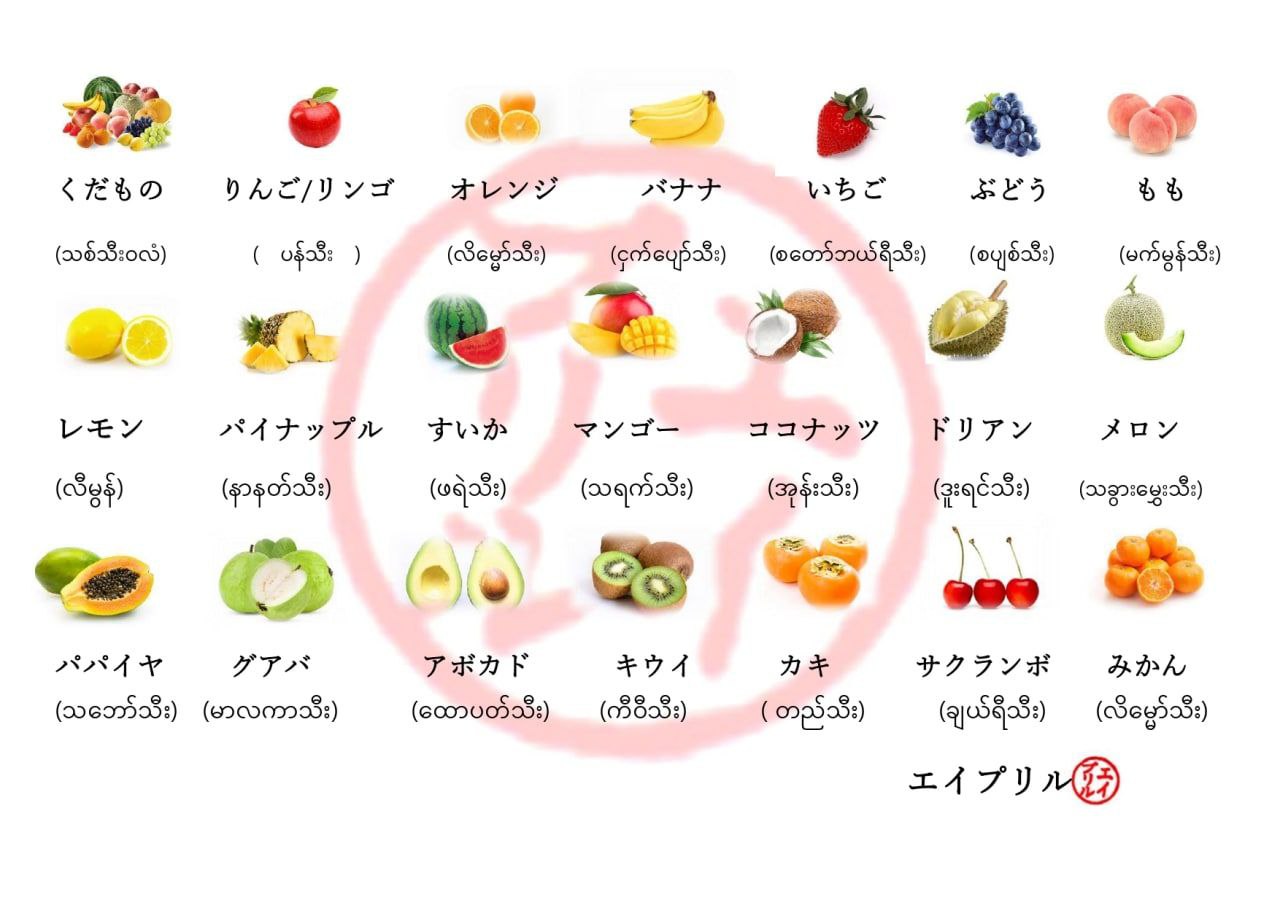 くだもの りんご/リンゴ オレンジ バナナ いちご ぶどう もも
(သစ်သီးဝလံ) ( ပန်သီး ) (လိမ္မော်သီး) (ငှက်ပျော်သီး) (စတော်ဘယ်ရီသီး) (စပျစ်သီး) (မက်မွန်သီး)
レモン パイナップル すいか マンゴー ココナッツ ドリアン メロン
(လီမွန်) (နာနတ်သီး) (ဖရဲသီး) (သရက်သီး) (အုန်းသီး) (ဒူးရင်သီး) (သခွားမွှေးသီး)
パパイヤ グアバ アボカド キウイ カキ サクランボ みかん
(သဘော်သီး) (မာလကာသီး) (ထောပတ်သီး) (ကီဝီသီး) ( တည်သီး) (ချယ်ရီသီး) (လိမ္မော်သီး)
エイプリル
エイ
プリル